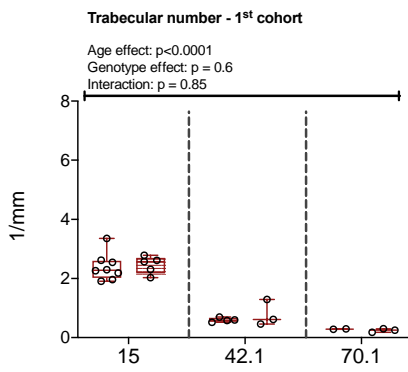 Trabecular number - 1st cohort
Age effect: p<0.0001
Genotype effect: p = 0.6
Interaction: p = 0.85
8
6
4
2
0
1/mm
15 42.1 70.1